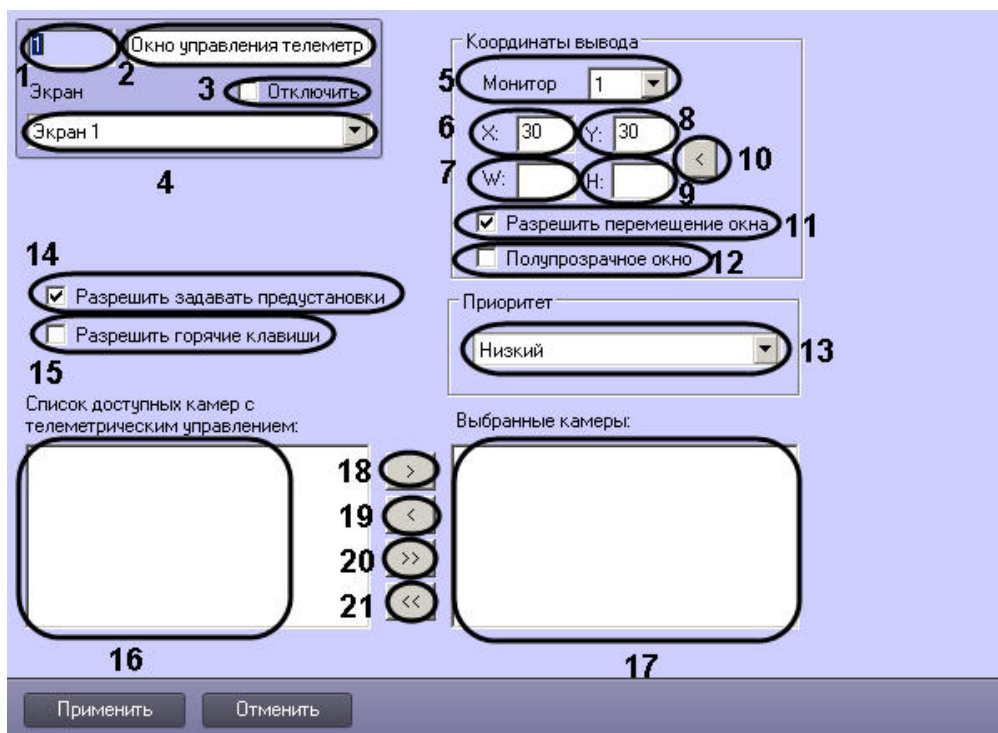 1
Окно управления телеметр
1
2
Экран
3
Отключить
Экран 1
4
Координаты вывода
5
Монитор
1
6
X: 30
Y: 30
8
7
W:
H:
9
<
10
Разрешить перемещение окна
11
Полупрозрачное окно
12
14
Разрешить задавать предустановки
Разрешить горячие клавиши
15
Приоритет
Низкий
13
Список доступных камер с
телеметрическим управлением:
Выбранные камеры:
18 >
19 <
20 >>
21 <<
16
17
Применить
Отменить